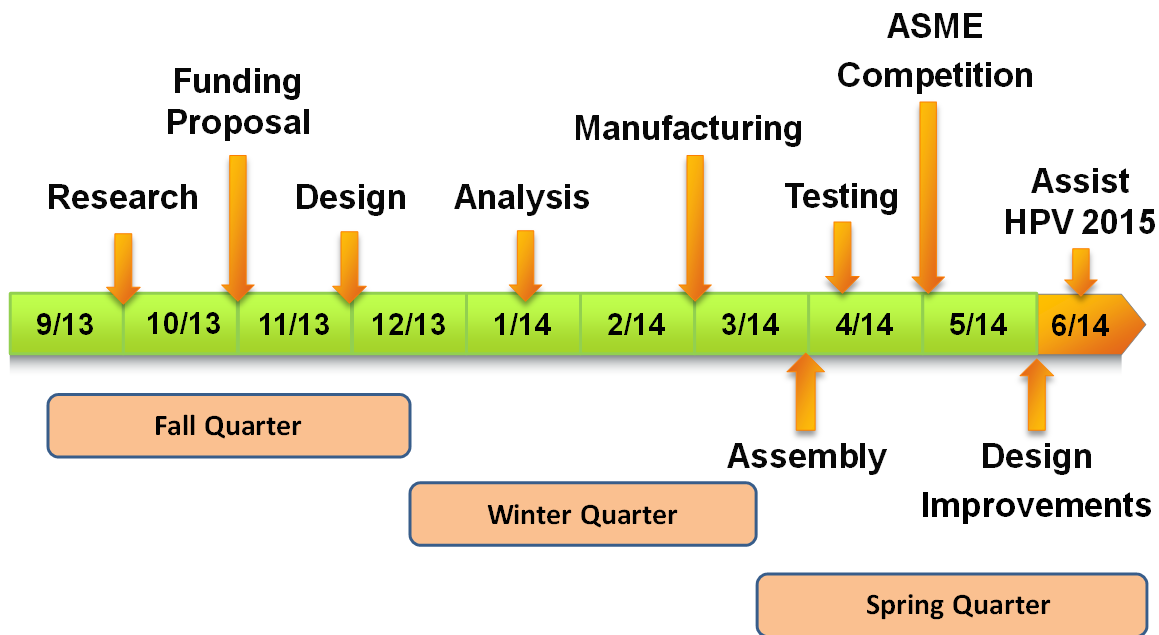 ASME
Competition
Funding
Proposal
Manufacturing
Research
Design
Analysis
Testing
Assist
HPV 2015
9/13
10/13
11/13
12/13
1/14
2/14
3/14
4/14
5/14
6/14
Fall Quarter
Assembly
Design
Improvements
Winter Quarter
Spring Quarter